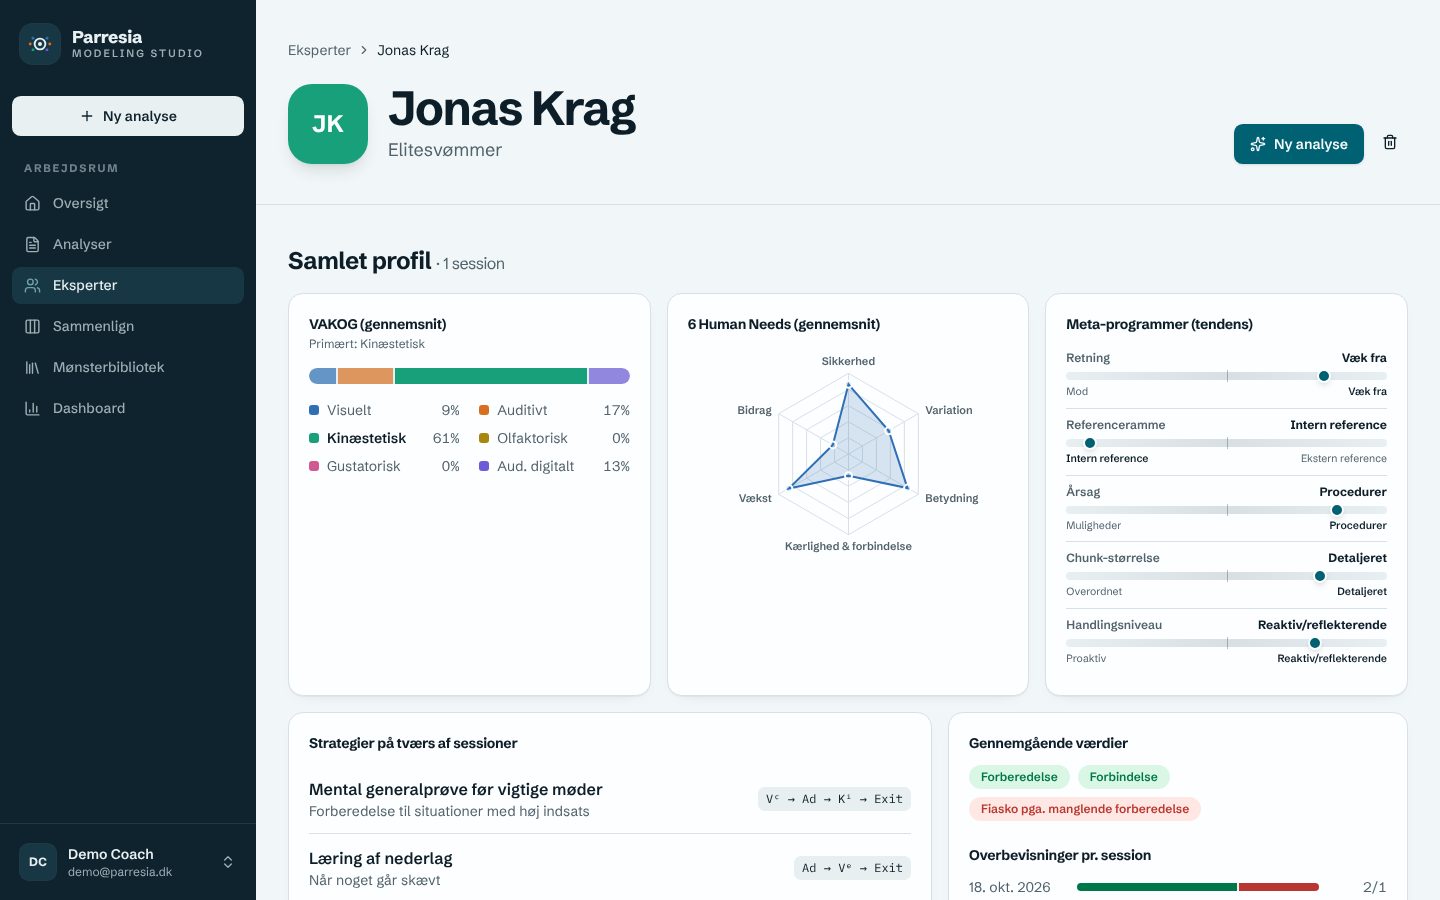 Parresia
MODELING STUDIO
Ny analyse
ARBEJDSRUM
Oversigt
Analyser
Eksperter
Sammenlign
Mønsterbibliotek
Dashboard
DC
Demo Coach
demo@parresia.dk
Eksperter > Jonas Krag
JK
Jonas Krag
Elitesvømmer
Ny analyse
Samlet profil · 1 session
VAKOG (gennemsnit)
Primært: Kinæstetisk
Visuelt 9%
Auditivt 17%
Kinæstetisk 61%
Olfaktorisk 0%
Gustatorisk 0%
Aud. digitalt 13%
6 Human Needs (gennemsnit)
Sikkerhed
Bidrag
Variation
Vækst
Betydning
Kærlighed & forbindelse
Meta-programmer (tendens)
Retning Væk fra
Mod Væk fra
Referenceramme Intern reference
Intern reference Ekstern reference
Årsag Procedurer
Muligheder Procedurer
Chunk-størrelse Detaljeret
Overordnet Detaljeret
Handlingsniveau Reaktiv/reflekterende
Proaktiv Reaktiv/reflekterende
Strategier på tværs af sessioner
Mental generalprøve før vigtige møder
Forberedelse til situationer med høj indsats
Vᶜ → Ad → Kⁱ → Exit
Læring af nederlag
Når noget går skævt
Ad → Vᵉ → Exit
Gennemgående værdier
Forberedelse
Forbindelse
Fiasko pga. manglende forberedelse
Overbevisninger pr. session
18. okt. 2026 2/1